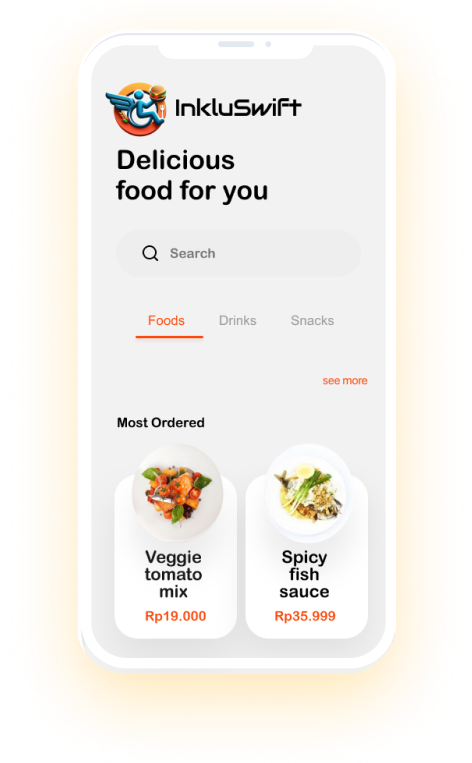 InkluSwift
Delicious
food for you
Search
Foods Drinks Snacks
see more
Most Ordered
Veggie
tomato
mix
Rp19.000
Spicy
fish
sauce
Rp35.999